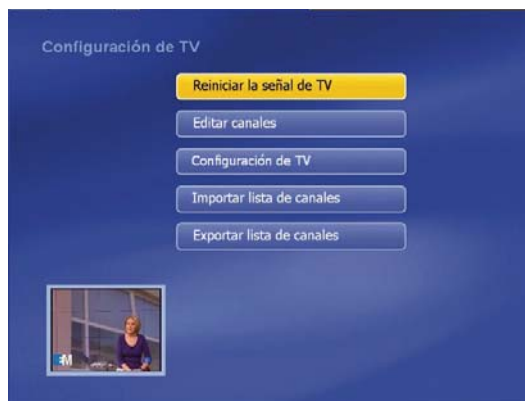 Configuración de TV
Reiniciar la señal de TV
Editar canales
Configuración de TV
Importar lista de canales
Exportar lista de canales